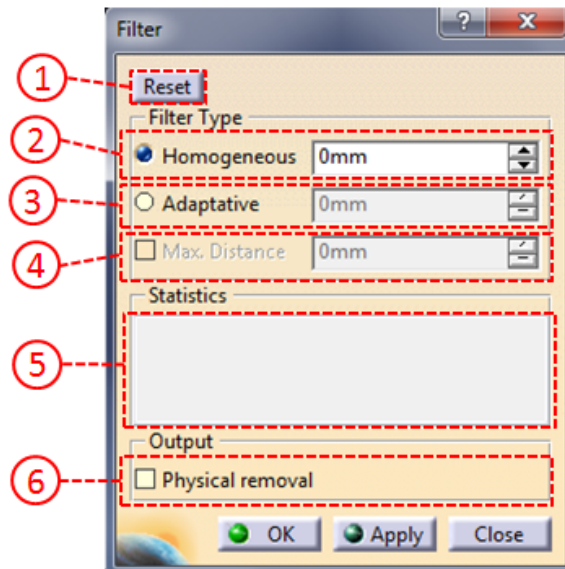 Filter
?
X
1
Reset
Filter Type
2
Homogeneous 0mm
3
Adaptative 0mm
4
Max. Distance 0mm
Statistics
5
Output
6
Physical removal
OK Apply Close